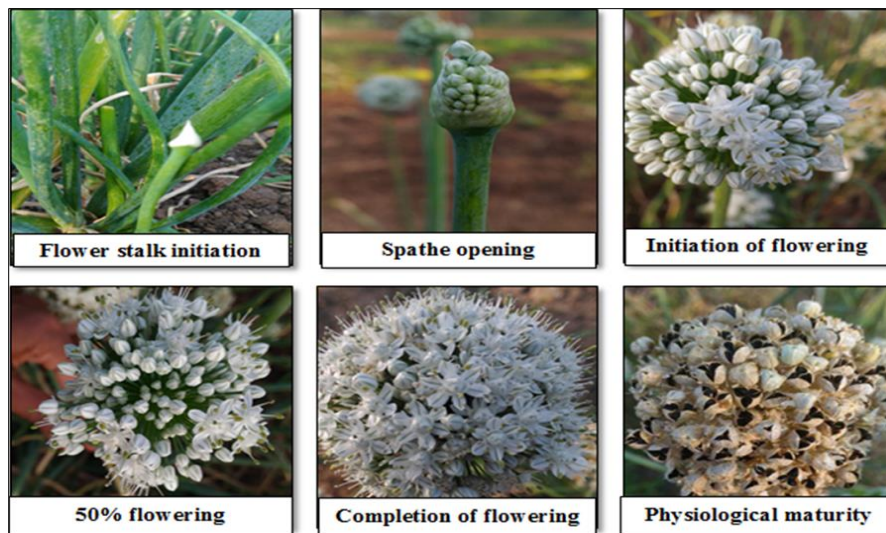 Flower stalk initiation
Spathe opening
Initiation of flowering
50% flowering
Completion of flowering
Physiological maturity